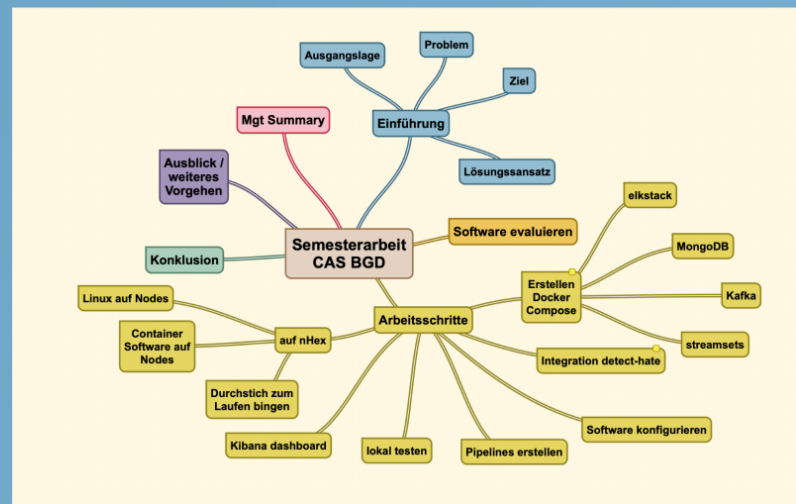 Problem
Ausgangslage
Ziel
Mgt Summary
Einführung
Lösungssansatz
Ausblick /
weiteres
Vorgehen
Software evaluieren
Semesterarbeit
CAS BGD
Konklusion
elkstack
MongoDB
Erstellen
Docker
Compose
Kafka
streamsets
Linux auf Nodes
Arbeitsschritte
Container
Software auf
Nodes
auf nHex
Integration detect-hate
Durchstich zum
Laufen bingen
Kibana dashboard
lokal testen
Pipelines erstellen
Software konfigurieren